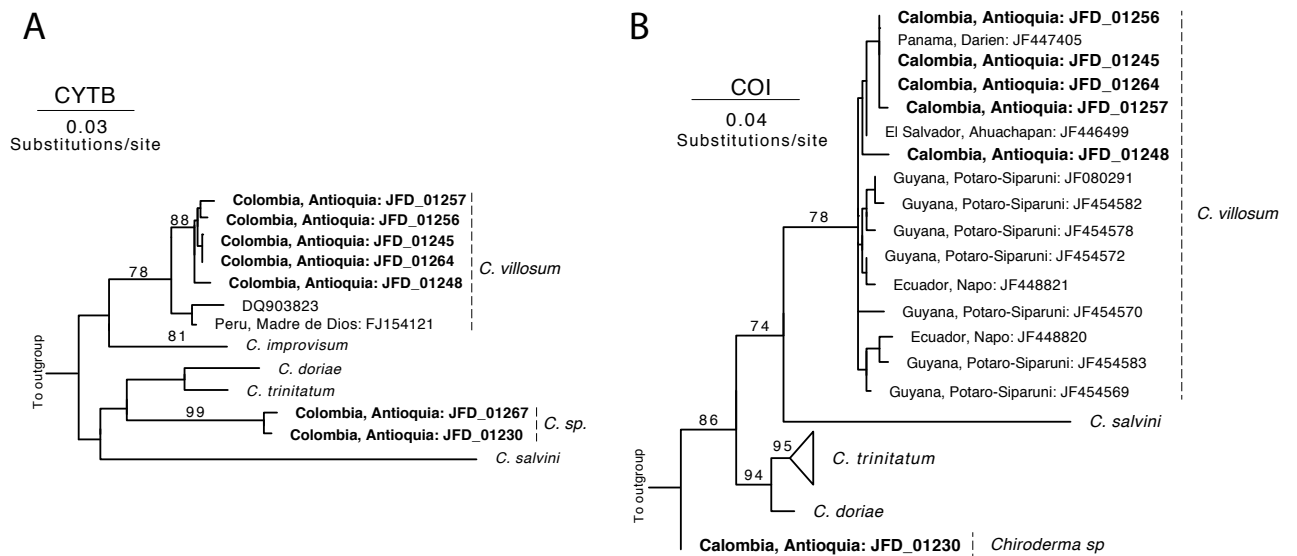 A
CYTB
0.03
Substitutions/site
To outgroup
88
78
81
99
Colombia, Antioquia: JFD_01257
Colombia, Antioquia: JFD_01256
Colombia, Antioquia: JFD_01245
Colombia, Antioquia: JFD_01264
Colombia, Antioquia: JFD_01248
DQ903823
Peru, Madre de Dios: FJ154121
C. villosum
C. improvisum
C. doriae
C. trinitatum
Colombia, Antioquia: JFD_01267
Colombia, Antioquia: JFD_01230
C. sp.
C. salvini
B
COI
0.04
Substitutions/site
To outgroup
78
74
86
95
94
Calombia, Antioquia: JFD_01256
Panama, Darien: JF447405
Calombia, Antioquia: JFD_01245
Calombia, Antioquia: JFD_01264
Calombia, Antioquia: JFD_01257
El Salvador, Ahuachapan: JF446499
Calombia, Antioquia: JFD_01248
Guyana, Potaro-Siparuni: JF080291
Guyana, Potaro-Siparuni: JF454582
Guyana, Potaro-Siparuni: JF454578
Guyana, Potaro-Siparuni: JF454572
Ecuador, Napo: JF448821
Guyana, Potaro-Siparuni: JF454570
Ecuador, Napo: JF448820
Guyana, Potaro-Siparuni: JF454583
Guyana, Potaro-Siparuni: JF454569
C. villosum
C. salvini
C. trinitatum
C. doriae
Calombia, Antioquia: JFD_01230
Chiroderma sp